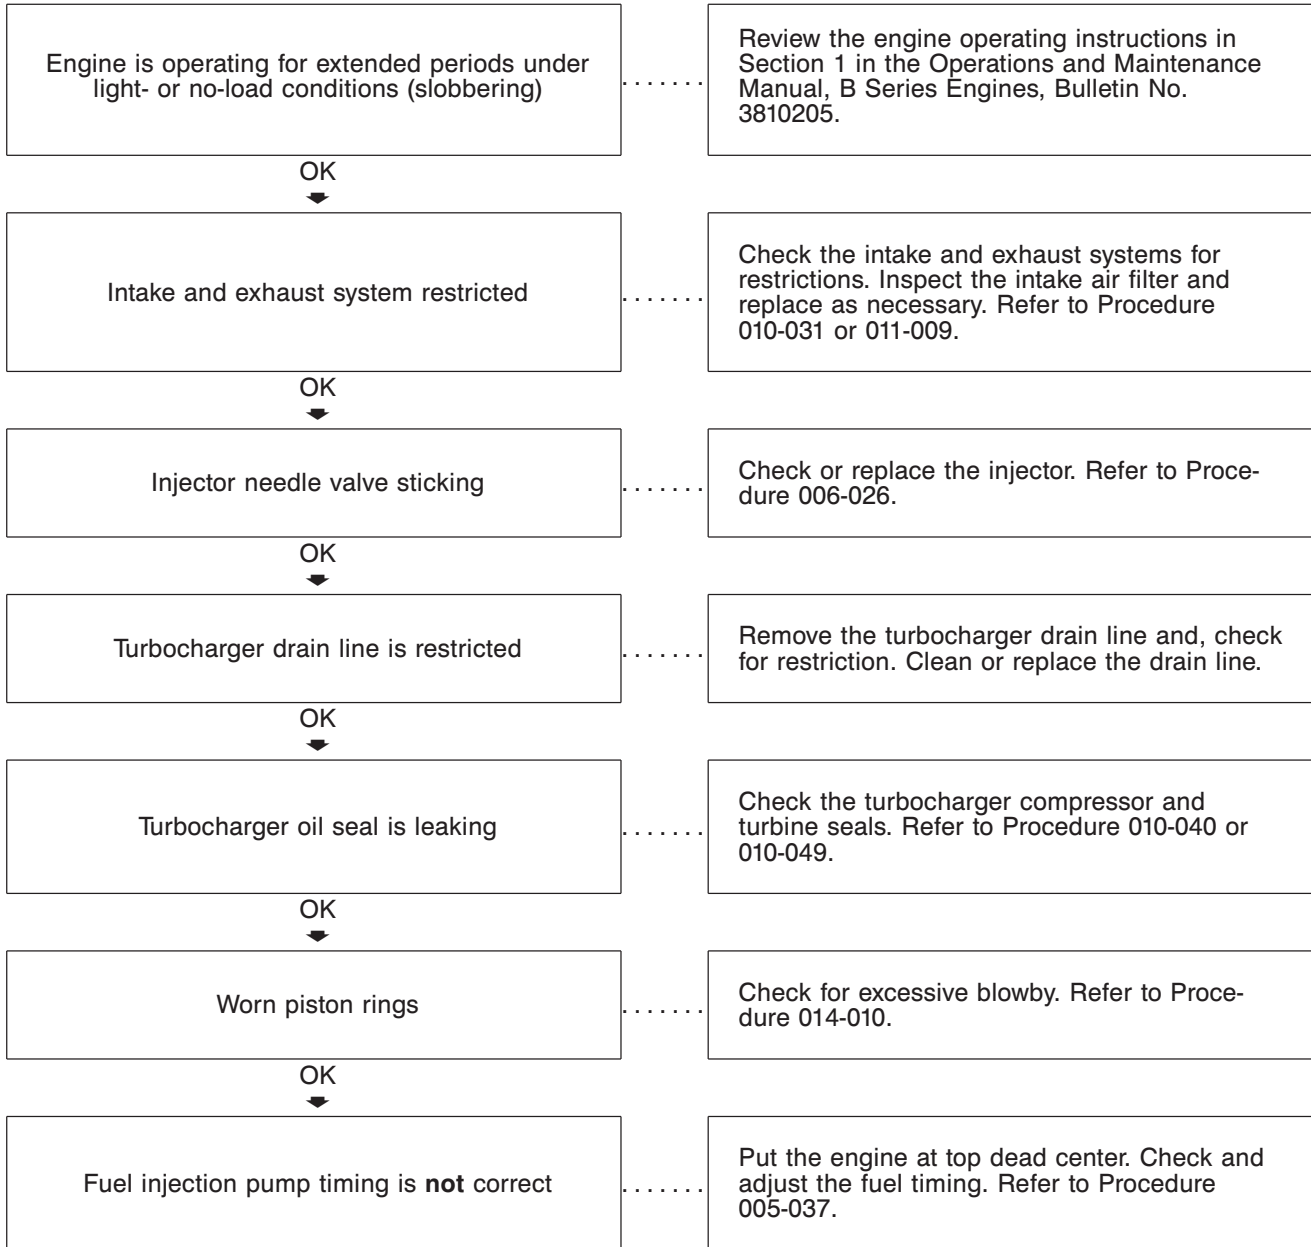 Engine is operating for extended periods under
light- or no-load conditions (slobbering)
.......
Review the engine operating instructions in
Section 1 in the Operations and Maintenance
Manual, B Series Engines, Bulletin No.
3810205.
OK
Intake and exhaust system restricted
.......
Check the intake and exhaust systems for
restrictions. Inspect the intake air filter and
replace as necessary. Refer to Procedure
010-031 or 011-009.
OK
Injector needle valve sticking
.......
Check or replace the injector. Refer to Proce-
dure 006-026.
OK
Turbocharger drain line is restricted
.......
Remove the turbocharger drain line and, check
for restriction. Clean or replace the drain line.
OK
Turbocharger oil seal is leaking
.......
Check the turbocharger compressor and
turbine seals. Refer to Procedure 010-040 or
010-049.
OK
Worn piston rings
.......
Check for excessive blowby. Refer to Proce-
dure 014-010.
OK
Fuel injection pump timing is not correct
.......
Put the engine at top dead center. Check and
adjust the fuel timing. Refer to Procedure
005-037.